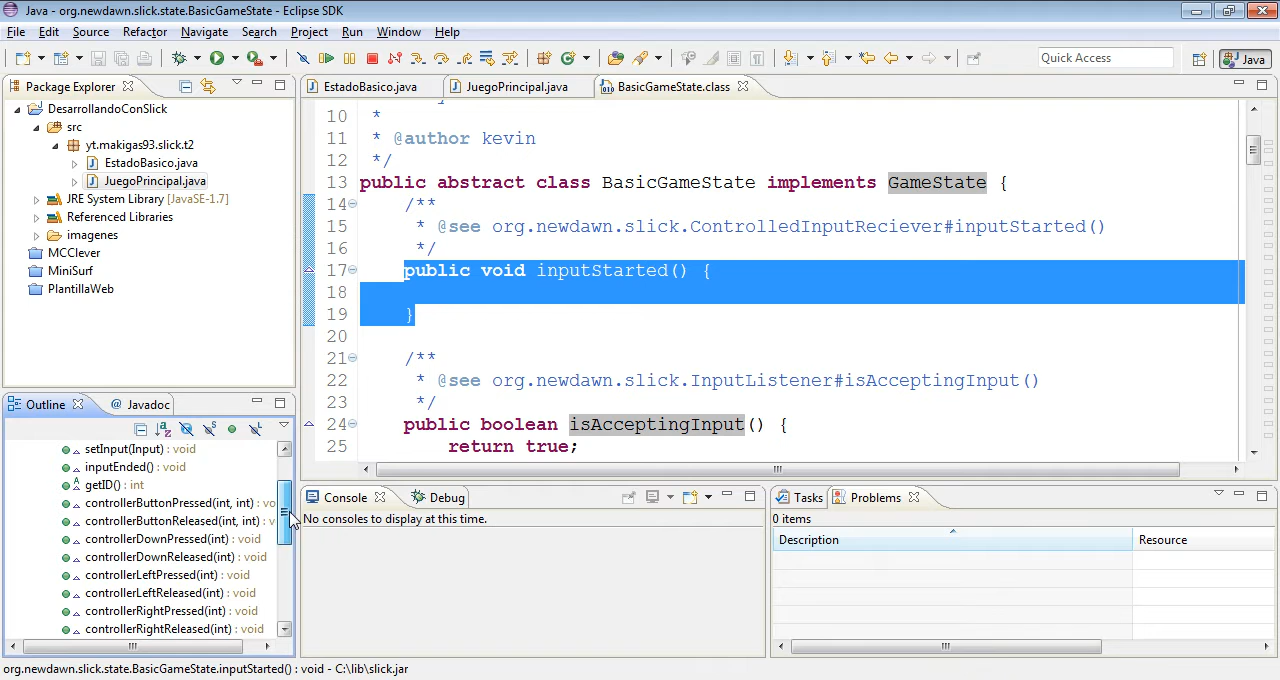 Java - org.newdawn.slick.state.BasicGameState - Eclipse SDK
File Edit Source Refactor Navigate Search Project Run Window Help
Quick Access
Java
Package Explorer
DesarrollandoConSlick
src
yt.makigas93.slick.t2
EstadoBasico.java
JuegoPrincipal.java
JRE System Library [JavaSE-1.7]
Referenced Libraries
imagenes
MCClever
MiniSurf
PlantillaWeb
EstadoBasico.java JuegoPrincipal.java BasicGameState.class
10 *
11 * @author kevin
12 */
13 public abstract class BasicGameState implements GameState {
14 /**
15 * @see org.newdawn.slick.ControlledInputReciever#inputStarted()
16 */
17 public void inputStarted() {
18
19 }
20
21 /**
22 * @see org.newdawn.slick.InputListener#isAcceptingInput()
23 */
24 public boolean isAcceptingInput() {
25 return true;
Outline @ Javadoc
setInput(Input) : void
inputEnded() : void
getID() : int
controllerButtonPressed(int, int) : vo
controllerButtonReleased(int, int) : v
controllerDownPressed(int) : void
controllerDownReleased(int) : void
controllerLeftPressed(int) : void
controllerLeftReleased(int) : void
controllerRightPressed(int) : void
controllerRightReleased(int) : void
Console Debug
No consoles to display at this time.
Tasks Problems
0 items
Description Resource
org.newdawn.slick.state.BasicGameState.inputStarted() : void - C:\lib\slick.jar